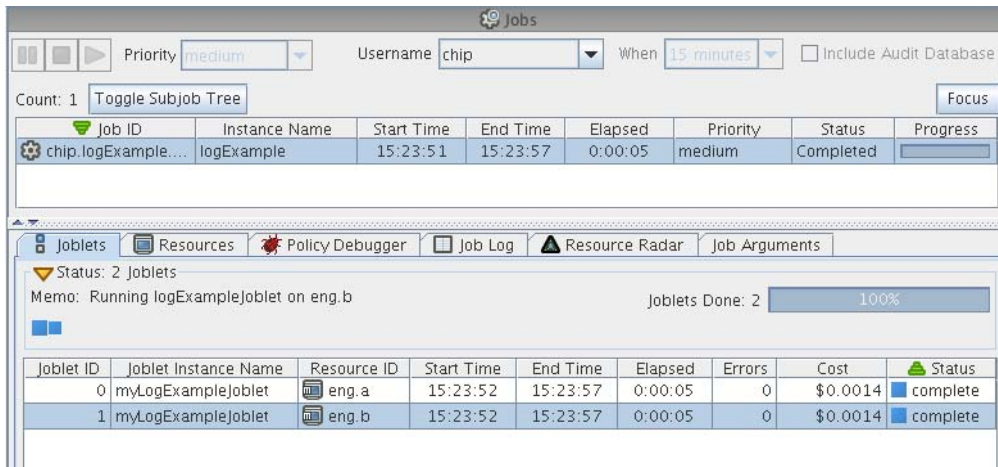 Jobs
Priority medium Username chip When 15 minutes Include Audit Database
Count: 1 Toggle Subjob Tree Focus
Job ID Instance Name Start Time End Time Elapsed Priority Status Progress
chip.logExample.... logExample 15:23:51 15:23:57 0:00:05 medium Completed
Joblets Resources Policy Debugger Job Log Resource Radar Job Arguments
Status: 2 Joblets
Memo: Running logExampleJoblet on eng.b Joblets Done: 2 100%
Joblet ID Joblet Instance Name Resource ID Start Time End Time Elapsed Errors Cost Status
0 myLogExampleJoblet eng.a 15:23:52 15:23:57 0:00:05 0 $0.0014 complete
1 myLogExampleJoblet eng.b 15:23:52 15:23:57 0:00:05 0 $0.0014 complete